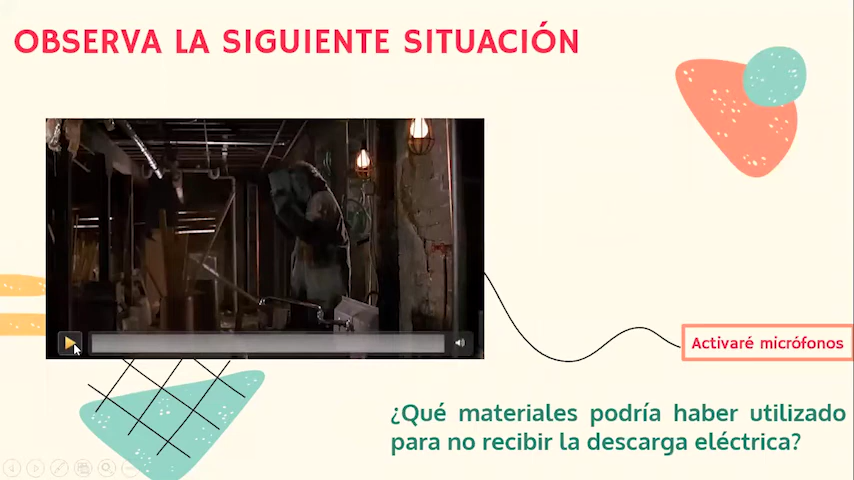 OBSERVA LA SIGUIENTE SITUACIÓN
Activaré micrófonos
¿Qué materiales podría haber utilizado
para no recibir la descarga eléctrica?